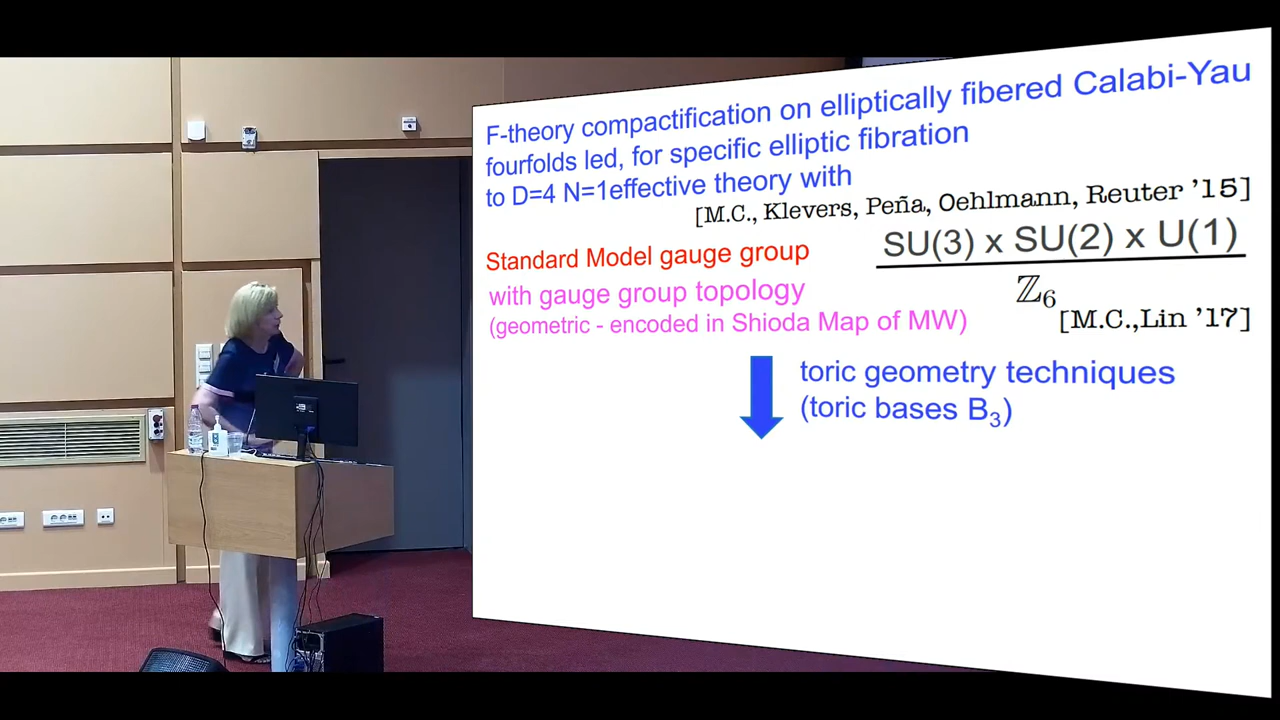 F-theory compactification on elliptically fibered Calabi-Yau
fourfolds led, for specific elliptic fibration
to D=4 N=1effective theory with
[M.C., Klevers, Peña, Oehlmann, Reuter ’15]
Standard Model gauge group
SU(3) x SU(2) x U(1)
ℤ₆
with gauge group topology
(geometric - encoded in Shioda Map of MW)
[M.C.,Lin ’17]
toric geometry techniques
(toric bases B₃)